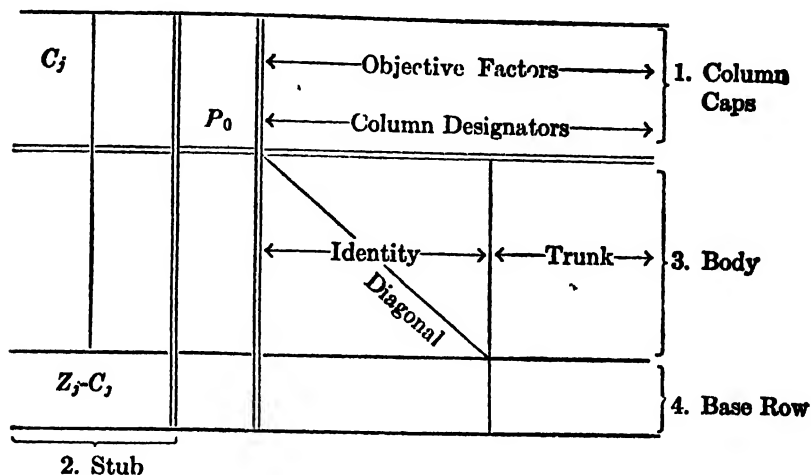 C_j
Objective Factors
1. Column
Caps
P_0
Column Designators
Identity
Trunk
3. Body
Diagonal
Z_j-C_j
4. Base Row
2. Stub